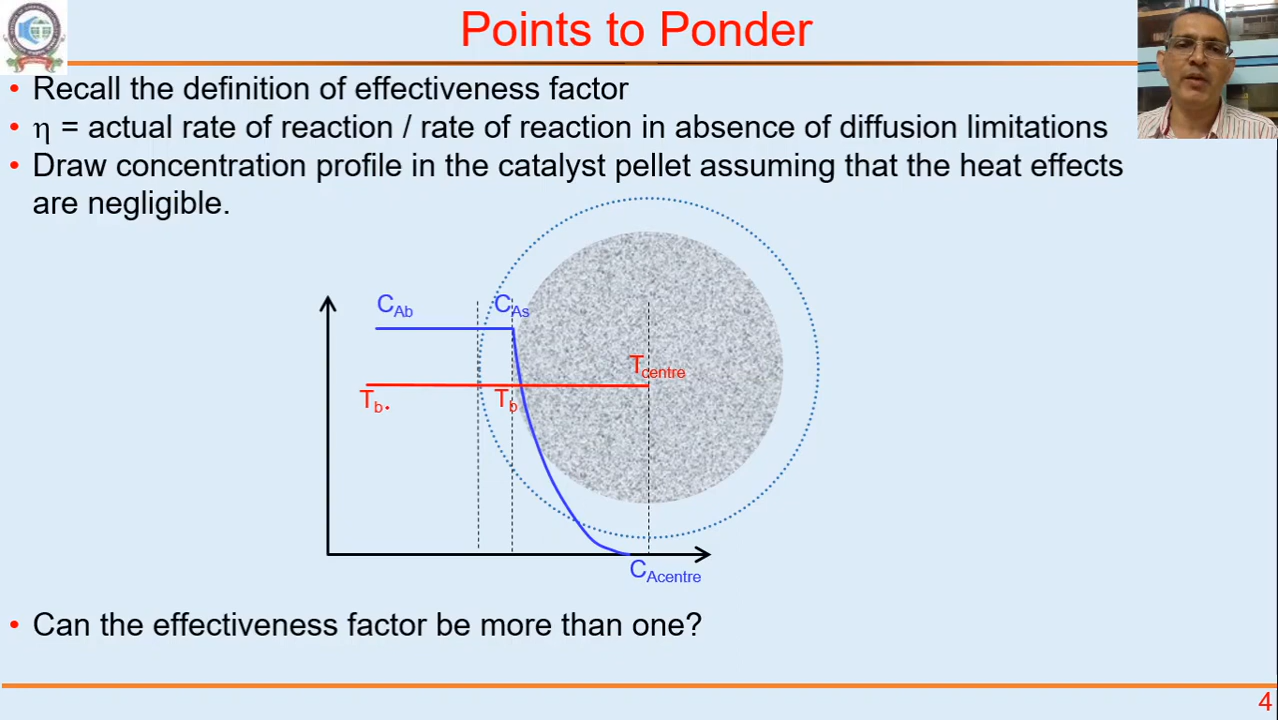 Points to Ponder
• Recall the definition of effectiveness factor
• η = actual rate of reaction / rate of reaction in absence of diffusion limitations
• Draw concentration profile in the catalyst pellet assuming that the heat effects
are negligible.
C_Ab C_As
T_centre
T_b. T_b
C_Acentre
• Can the effectiveness factor be more than one?
4